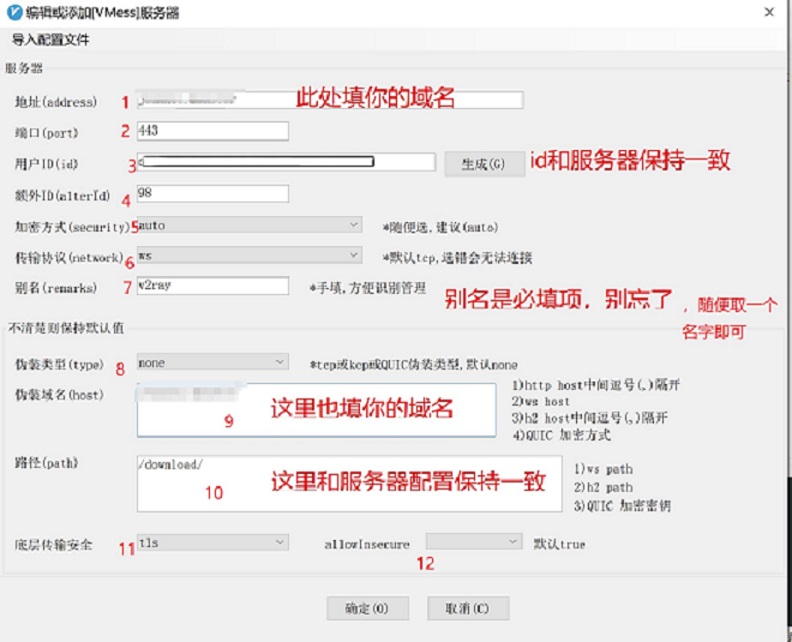 编辑或添加[VMess]服务器
导入配置文件
服务器
地址(address) 1 此处填你的域名
端口(port) 2 443
用户ID(id) 3 生成(G) id和服务器保持一致
额外ID(alterId) 4 98
加密方式(security) 5 auto *随便选,建议(auto)
传输协议(network) 6 ws *默认tcp,选错会无法连接
别名(remarks) 7 v2ray *手填,方便识别管理
别名是必填项，别忘了 ，随便取一个
名字即可
不清楚则保持默认值
伪装类型(type) 8 none *tcp或kcp或QUIC伪装类型,默认none
伪装域名(host) 9 这里也填你的域名
1)http host中间逗号(,)隔开
2)ws host
3)h2 host中间逗号(,)隔开
4)QUIC 加密方式
路径(path) /download/
10 这里和服务器配置保持一致
1)ws path
2)h2 path
3)QUIC 加密密钥
底层传输安全 11 tls allowInsecure 12 默认true
确定(O) 取消(C)